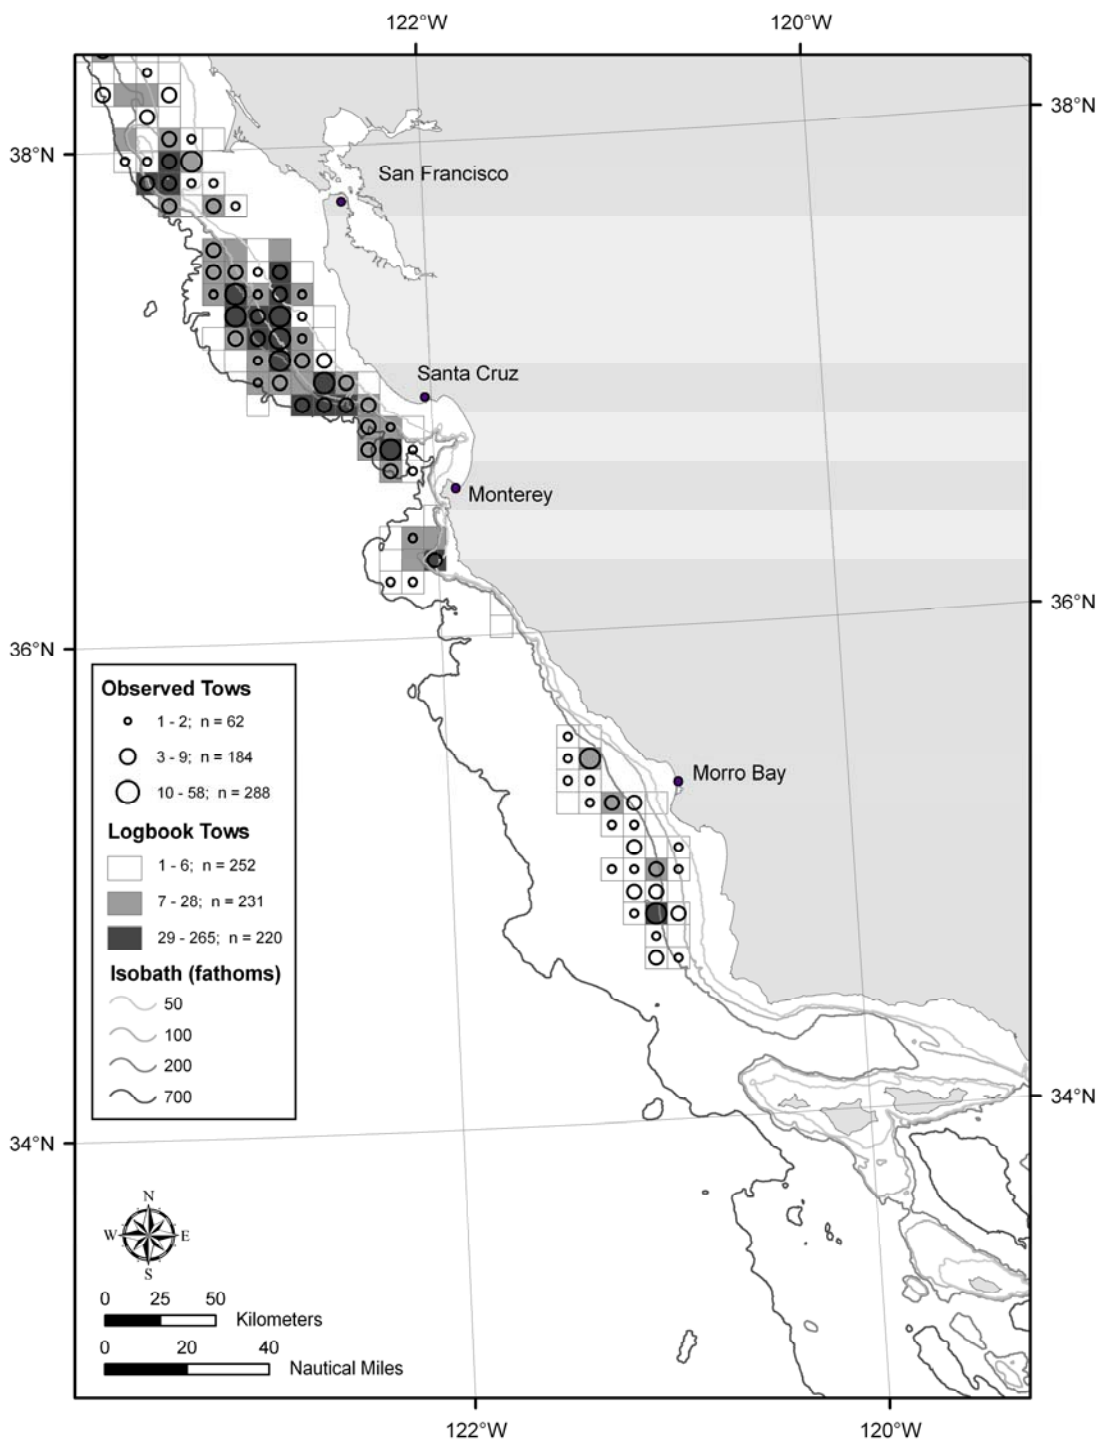 122°W 120°W
38°N
38°N
San Francisco
Santa Cruz
Monterey
36°N
36°N
Observed Tows
1 - 2; n = 62
3 - 9; n = 184
10 - 58; n = 288
Logbook Tows
1 - 6; n = 252
7 - 28; n = 231
29 - 265; n = 220
Isobath (fathoms)
50
100
200
700
Morro Bay
34°N
34°N
N
W E
S
0 25 50
Kilometers
0 20 40
Nautical Miles
122°W 120°W